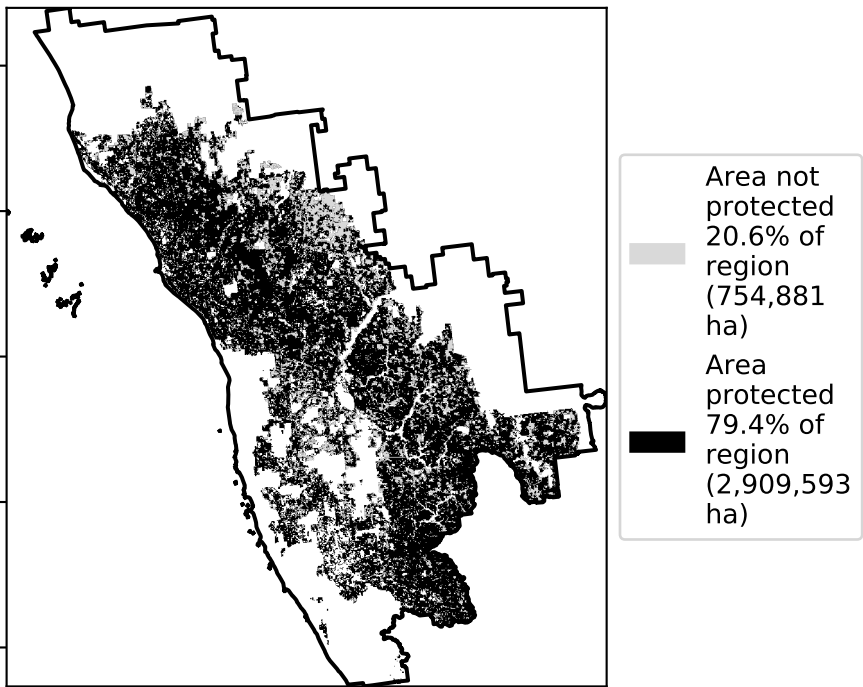 Area not
protected
20.6% of
region
(754,881
ha)
Area
protected
79.4% of
region
(2,909,593
ha)